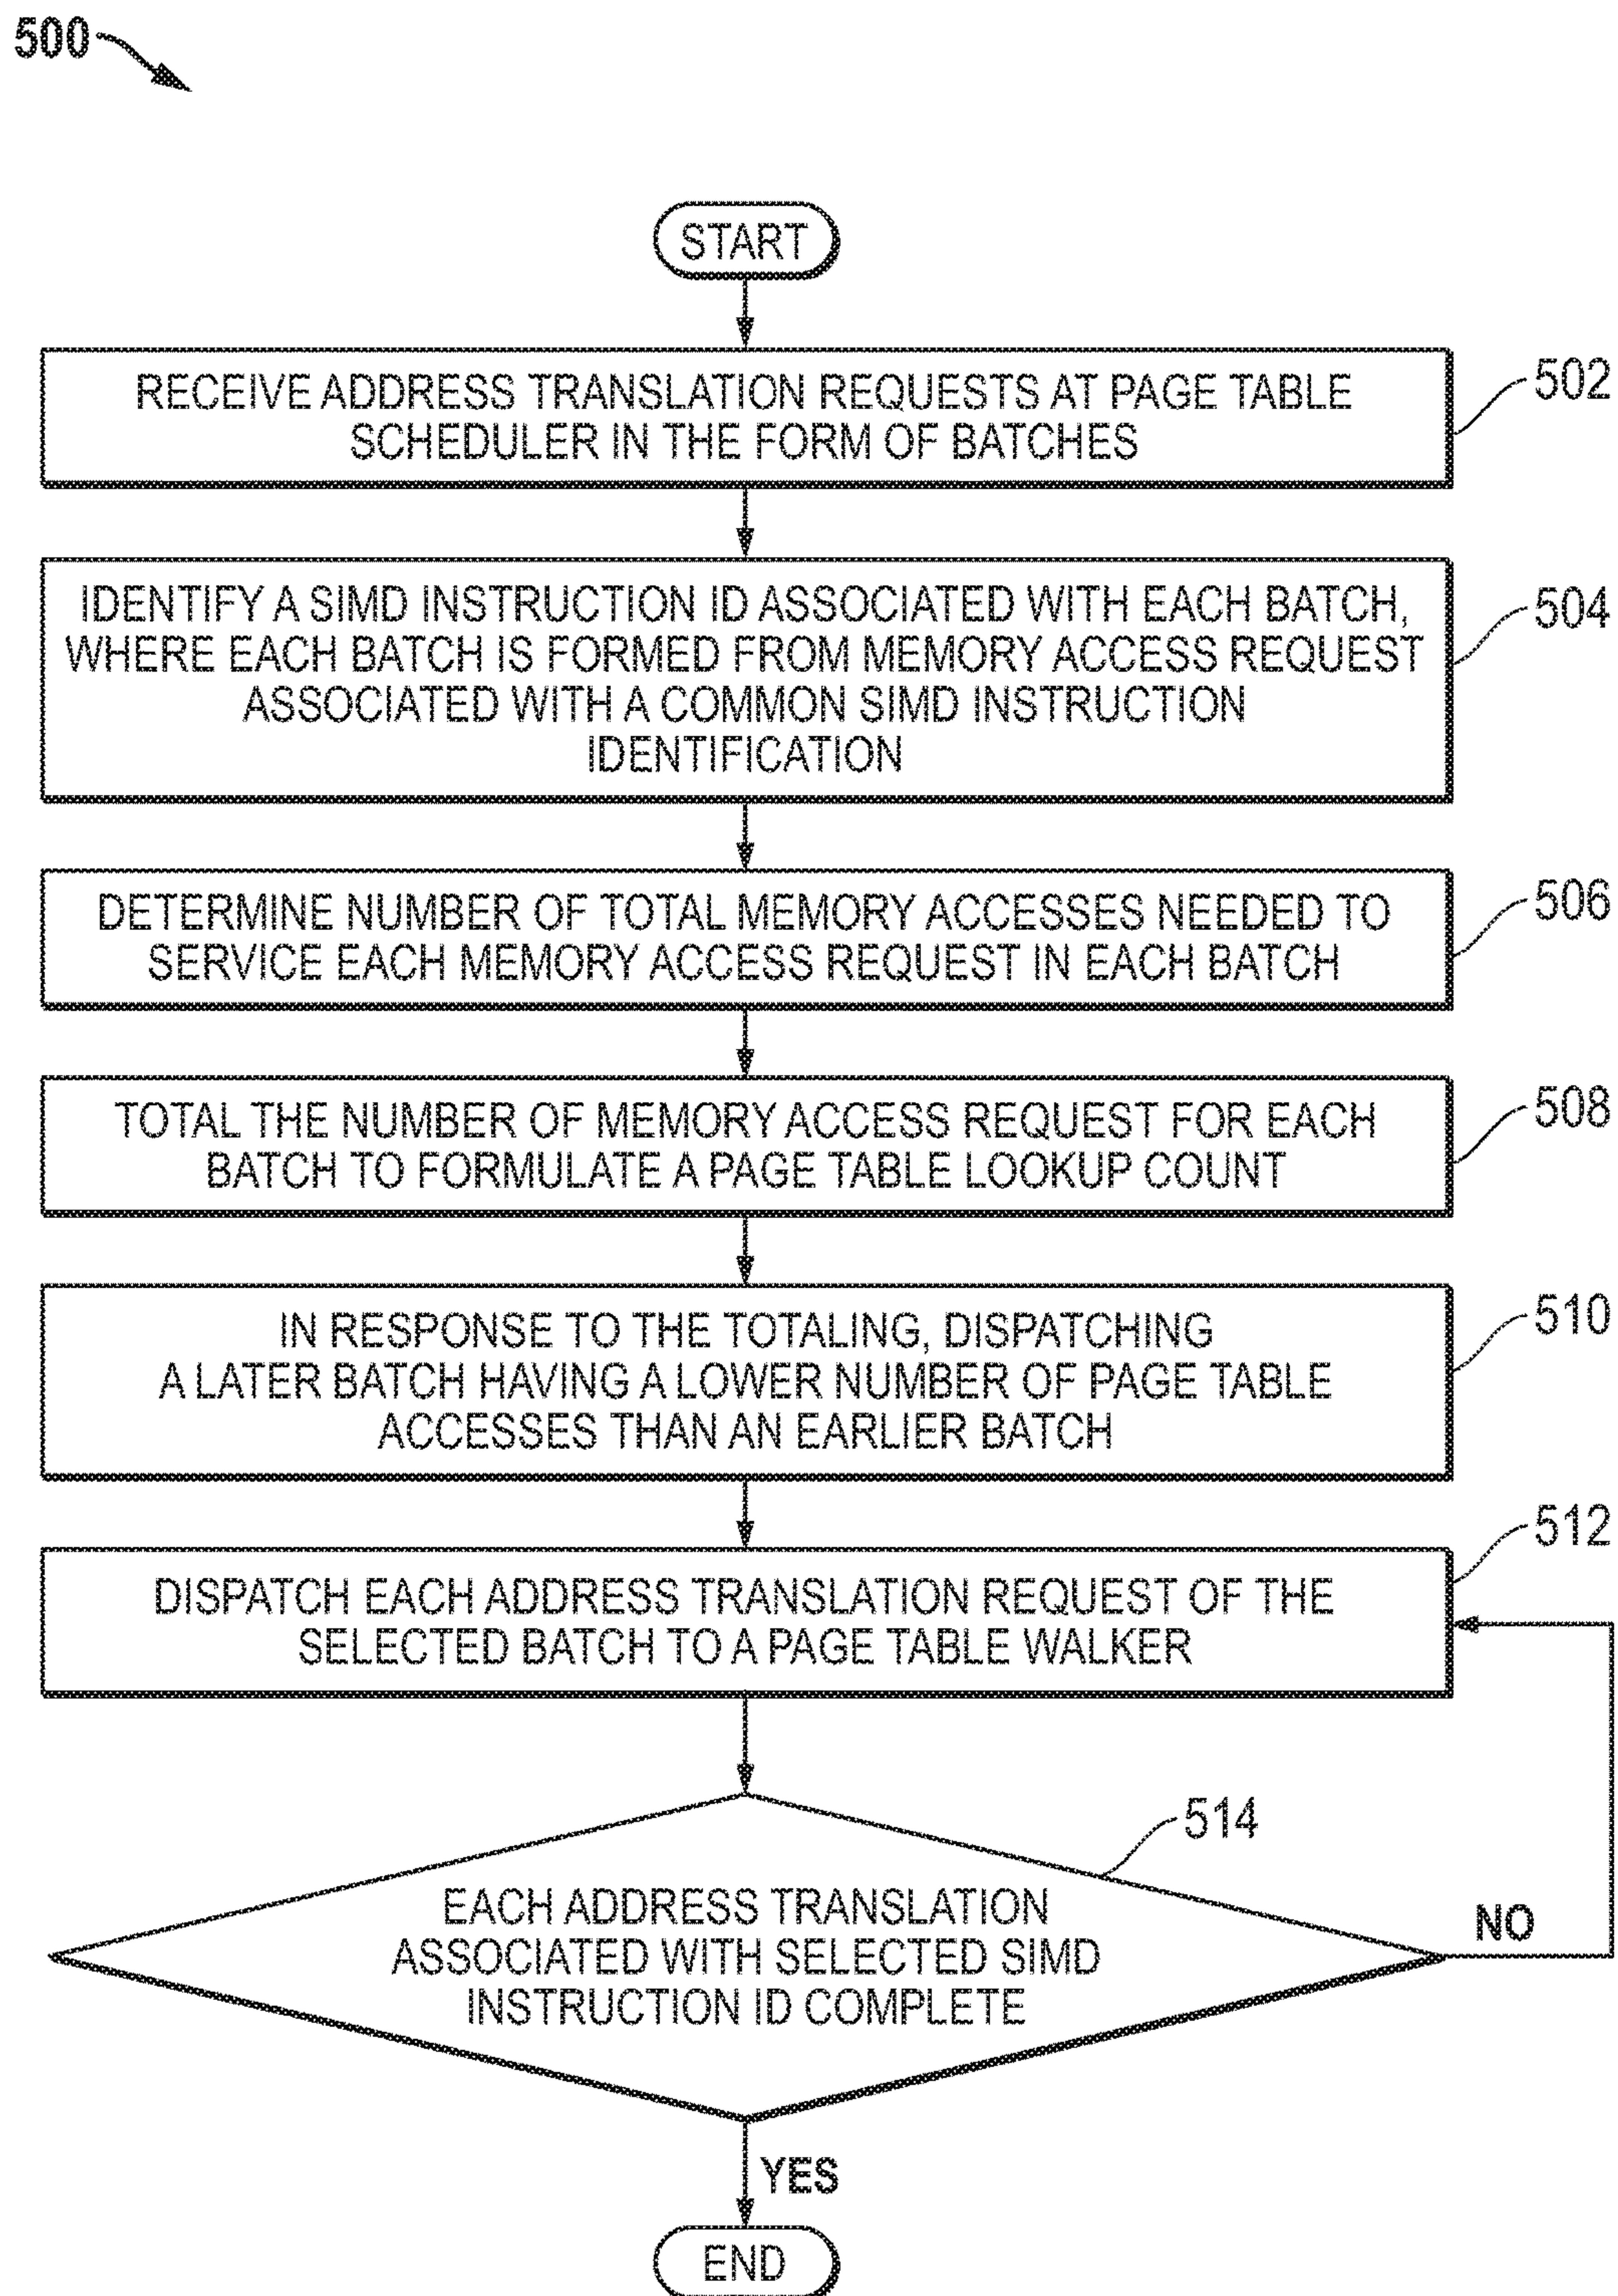 500
START
RECEIVE ADDRESS TRANSLATION REQUESTS AT PAGE TABLE
SCHEDULER IN THE FORM OF BATCHES
502
IDENTIFY A SIMD INSTRUCTION ID ASSOCIATED WITH EACH BATCH,
WHERE EACH BATCH IS FORMED FROM MEMORY ACCESS REQUEST
ASSOCIATED WITH A COMMON SIMD INSTRUCTION
IDENTIFICATION
504
DETERMINE NUMBER OF TOTAL MEMORY ACCESSES NEEDED TO
SERVICE EACH MEMORY ACCESS REQUEST IN EACH BATCH
506
TOTAL THE NUMBER OF MEMORY ACCESS REQUEST FOR EACH
BATCH TO FORMULATE A PAGE TABLE LOOKUP COUNT
508
IN RESPONSE TO THE TOTALING, DISPATCHING
A LATER BATCH HAVING A LOWER NUMBER OF PAGE TABLE
ACCESSES THAN AN EARLIER BATCH
510
DISPATCH EACH ADDRESS TRANSLATION REQUEST OF THE
SELECTED BATCH TO A PAGE TABLE WALKER
512
EACH ADDRESS TRANSLATION
ASSOCIATED WITH SELECTED SIMD
INSTRUCTION ID COMPLETE
514
NO
YES
END